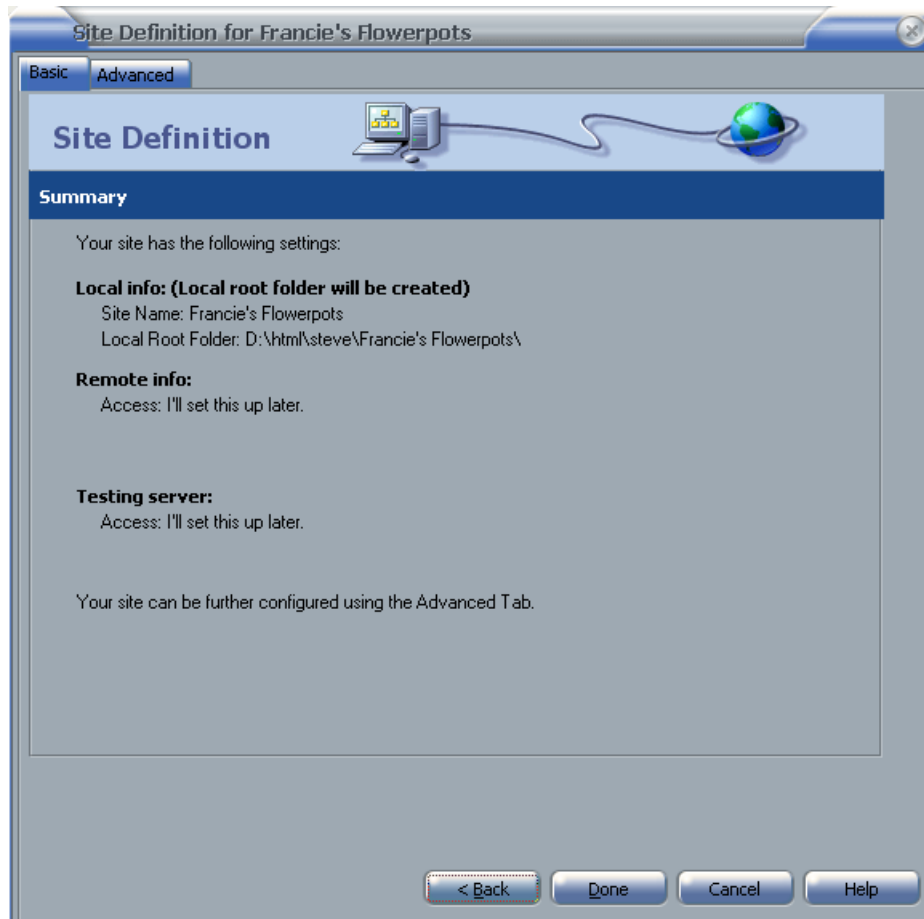 Site Definition for Francie's Flowerpots
Basic
Advanced
Site Definition
Summary
Your site has the following settings:
Local info: (Local root folder will be created)
Site Name: Francie's Flowerpots
Local Root Folder: D:\html\steve\Francie's Flowerpots\
Remote info:
Access: I'll set this up later.
Testing server:
Access: I'll set this up later.
Your site can be further configured using the Advanced Tab.
< Back
Done
Cancel
Help